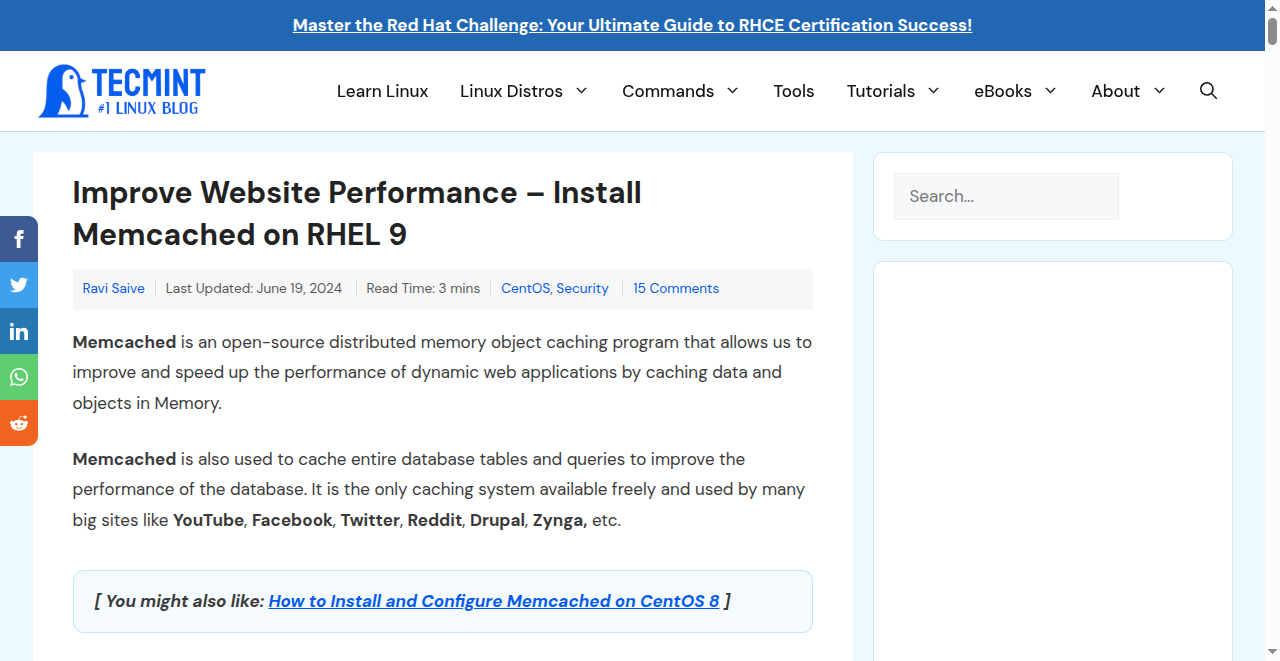 Master the Red Hat Challenge: Your Ultimate Guide to RHCE Certification Success!
TECMINT
#1 LINUX BLOG
Learn Linux Linux Distros Commands Tools Tutorials eBooks About
Improve Website Performance – Install
Memcached on RHEL 9
Search...
Ravi Saive Last Updated: June 19, 2024 Read Time: 3 mins CentOS, Security 15 Comments
Memcached is an open-source distributed memory object caching program that allows us to
improve and speed up the performance of dynamic web applications by caching data and
objects in Memory.
Memcached is also used to cache entire database tables and queries to improve the
performance of the database. It is the only caching system available freely and used by many
big sites like YouTube, Facebook, Twitter, Reddit, Drupal, Zynga, etc.
[ You might also like: How to Install and Configure Memcached on CentOS 8 ]